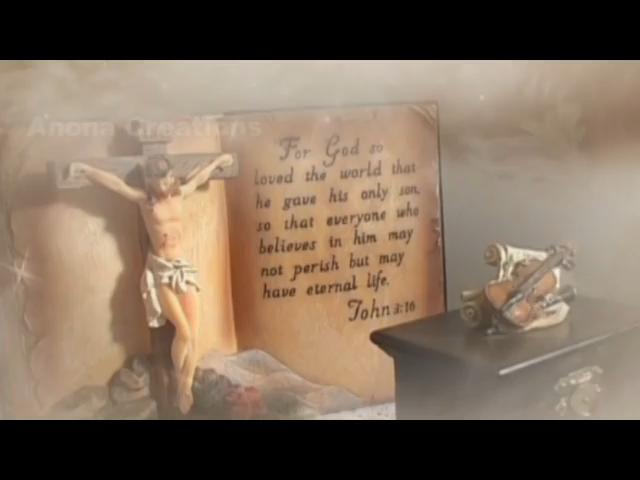 Anona Creations
For God so
loved the world that
he gave his only son,
so that everyone who
believes in him may
not perish but may
have eternal life.
John 3:16